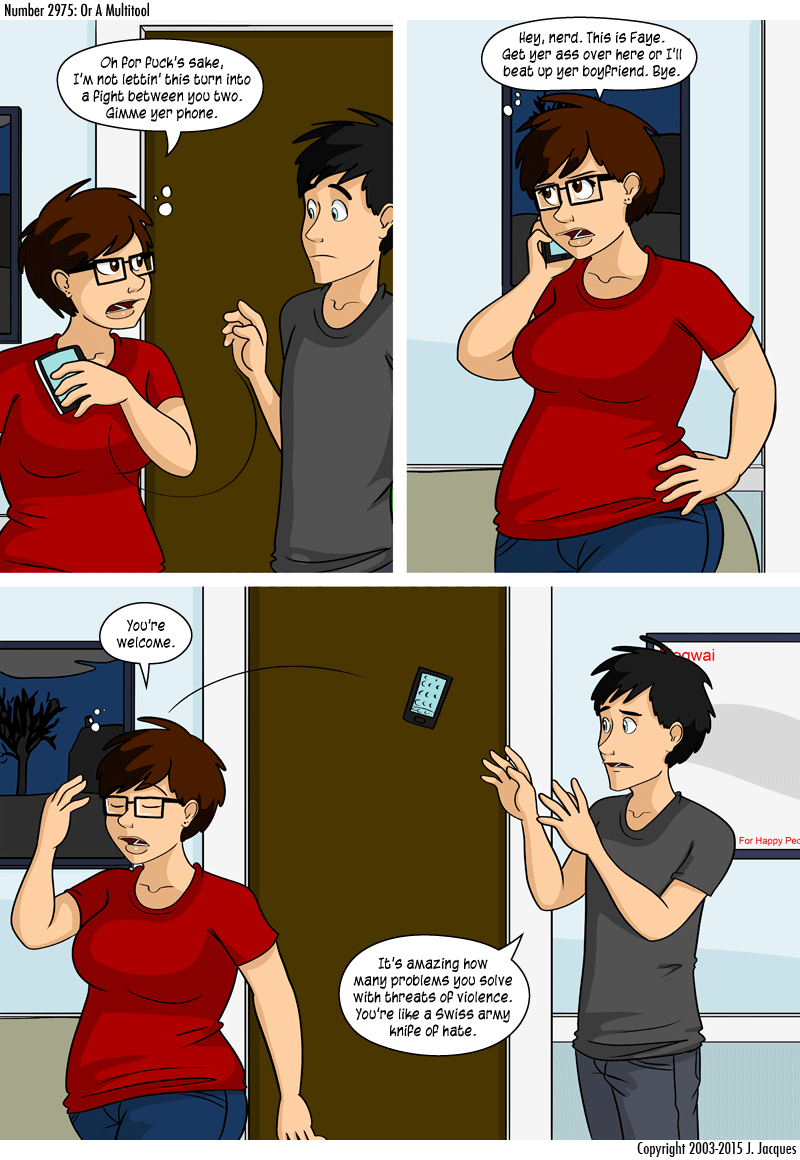 Number 2975: Or A Multitool
Oh for fuck's sake,
I'm not lettin' this turn into
a fight between you two.
Gimme yer phone.
Hey, nerd. This is Faye.
Get yer ass over here or I'll
beat up yer boyfriend. Bye.
You're
welcome.
ogwai
For Happy Peo
It's amazing how
many problems you solve
with threats of violence.
You're like a Swiss army
knife of hate.
Copyright 2003-2015 J. Jacques